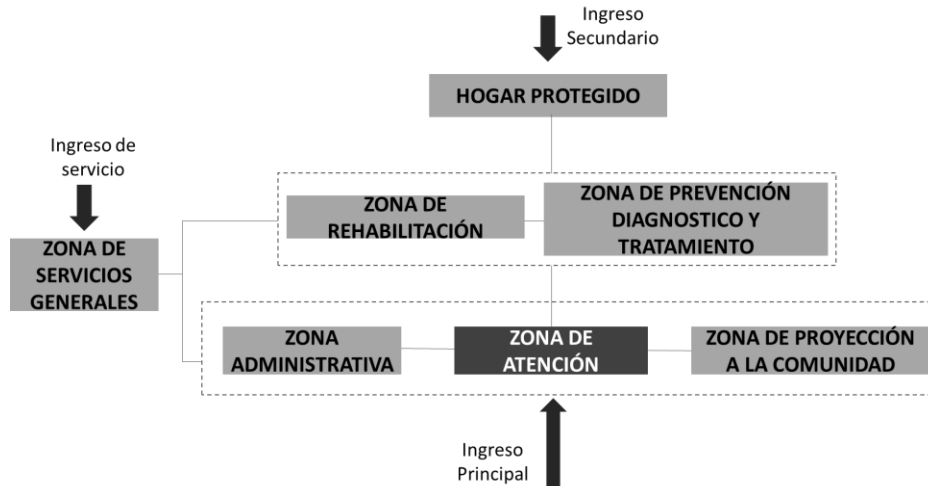 Ingreso
Secundario
HOGAR PROTEGIDO
Ingreso de
servicio
ZONA DE
REHABILITACIÓN
ZONA DE PREVENCIÓN
DIAGNOSTICO Y
TRATAMIENTO
ZONA DE
SERVICIOS
GENERALES
ZONA
ADMINISTRATIVA
ZONA DE
ATENCIÓN
ZONA DE PROYECCIÓN
A LA COMUNIDAD
Ingreso
Principal